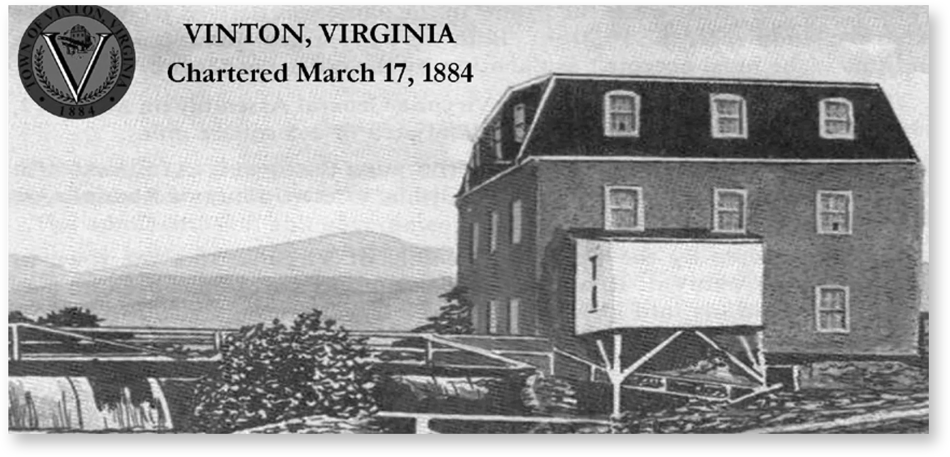 TOWN OF VINTON, VIRGINIA
V
1884
VINTON, VIRGINIA
Chartered March 17, 1884